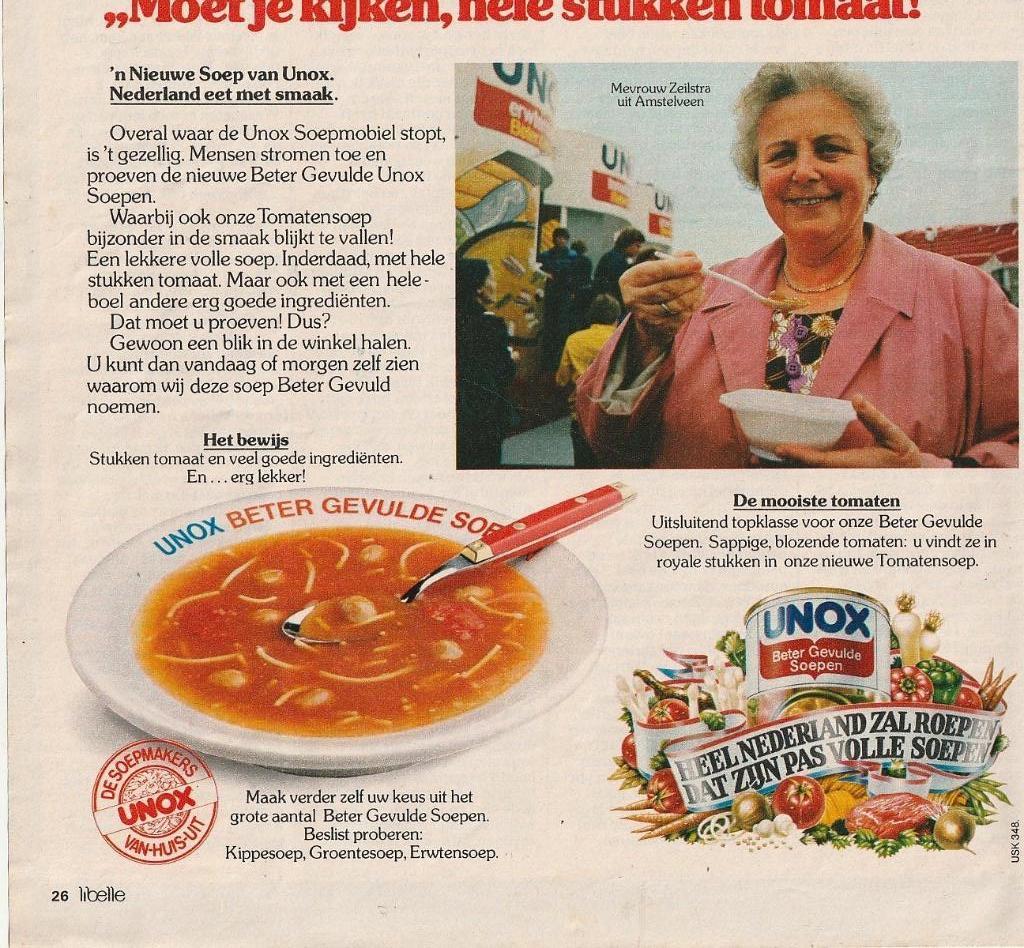 „Moet je kijken, hele stukken tomaat!
'n Nieuwe Soep van Unox.
Nederland eet met smaak.
Overal waar de Unox Soepmobiel stopt,
is 't gezellig. Mensen stromen toe en
proeven de nieuwe Beter Gevulde Unox
Soepen.
Waarbij ook onze Tomatensoep
bijzonder in de smaak blijkt te vallen!
Een lekkere volle soep. Inderdaad, met hele
stukken tomaat. Maar ook met een hele-
boel andere erg goede ingrediënten.
Dat moet u proeven! Dus?
Gewoon een blik in de winkel halen.
U kunt dan vandaag of morgen zelf zien
waarom wij deze soep Beter Gevuld
noemen.
Mevrouw Zeilstra
uit Amstelveen
UN
UN
UN
Het bewijs
Stukken tomaat en veel goede ingrediënten.
En...erg lekker!
UNOX BETER GEVULDE SOE
De mooiste tomaten
Uitsluitend topklasse voor onze Beter Gevulde
Soepen. Sappige, blozende tomaten: u vindt ze in
royale stukken in onze nieuwe Tomatensoep.
UNOX
Beter Gevulde
Soepen
HEEL NEDERLAND ZAL ROEPEN
DAT ZIJN PAS VOLLE SOEPEN
DE SOEPMAKERS
UNOX
VAN-HUIS-UIT
Maak verder zelf uw keus uit het
grote aantal Beter Gevulde Soepen.
Beslist proberen:
Kippesoep, Groentesoep, Erwtensoep.
USK 348.
26 libelle